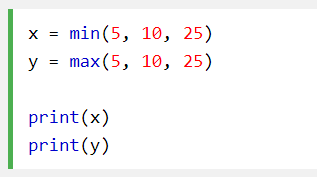 x = min(5, 10, 25)
y = max(5, 10, 25)

print(x)
print(y)